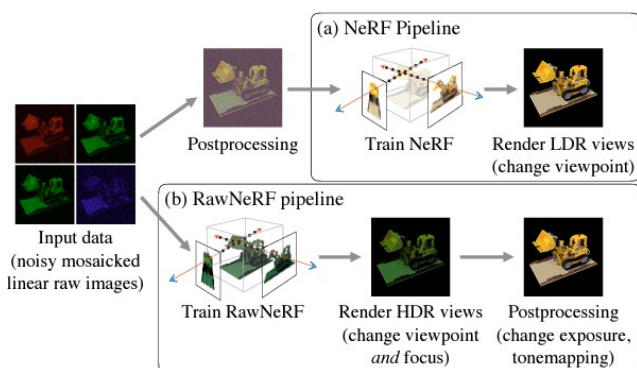 (a) NeRF Pipeline
Postprocessing
Train NeRF
Render LDR views
(change viewpoint)
Input data
(noisy mosaicked
linear raw images)
(b) RawNeRF pipeline
Train RawNeRF
Render HDR views
(change viewpoint
and focus)
Postprocessing
(change exposure,
tonemapping)